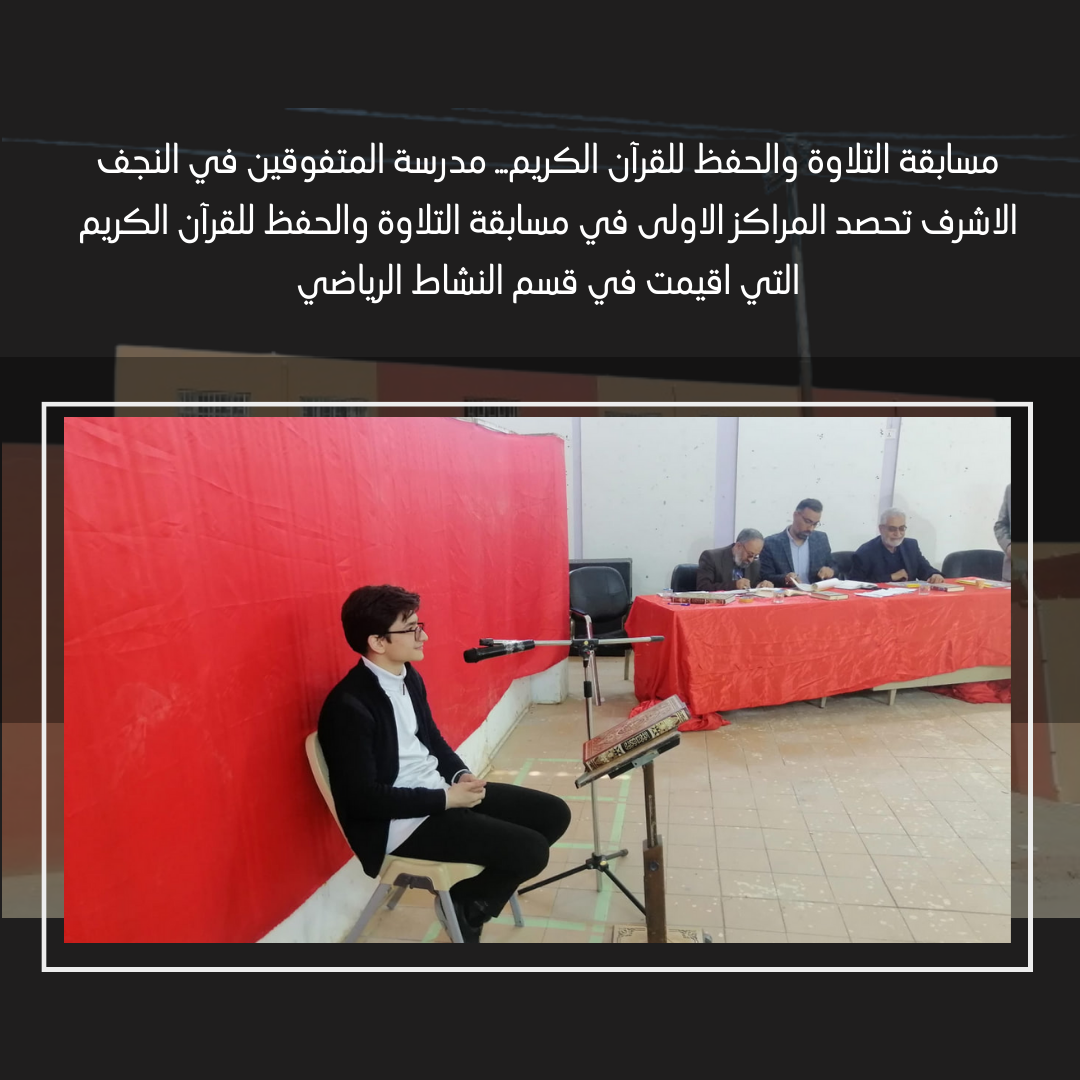 مسابقة التلاوة والحفظ للقرآن الكريم... مدرسة المتفوقين في النجف
الاشرف تحصد المراكز الاولى في مسابقة التلاوة والحفظ للقرآن الكريم
التي اقيمت في قسم النشاط الرياضي